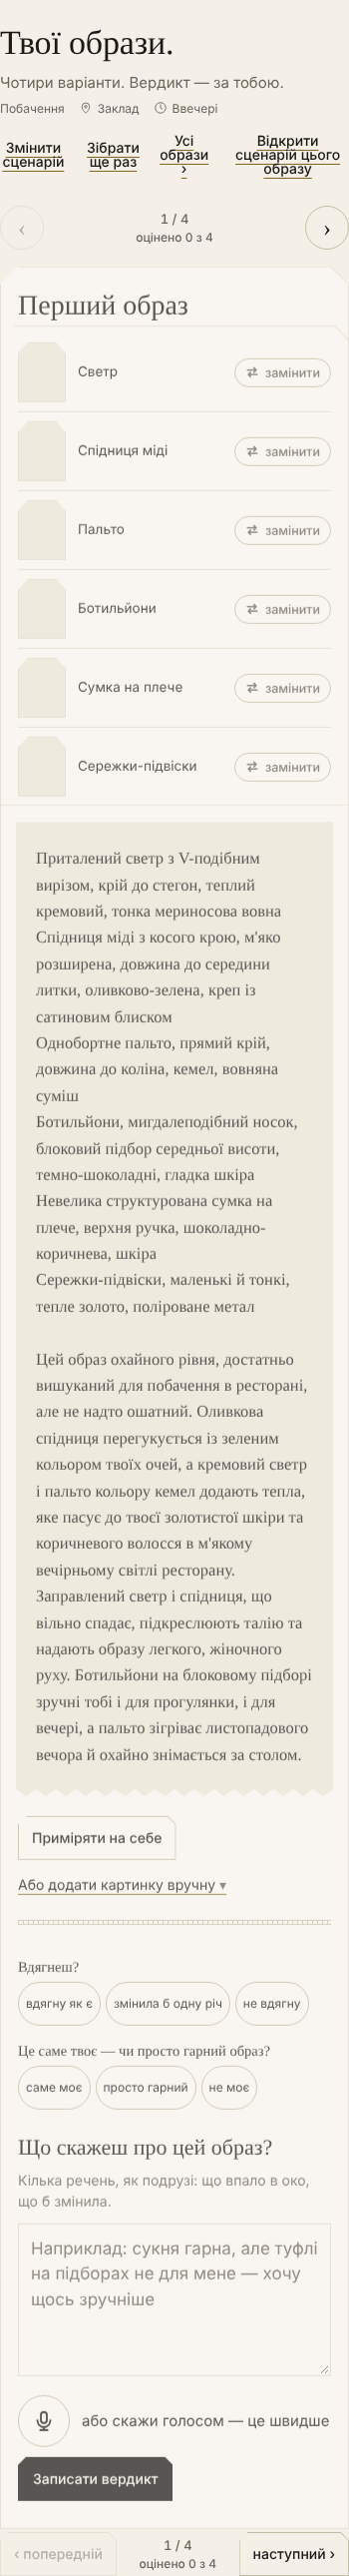 Твої образи.
Чотири варіанти. Вердикт — за тобою.
Побачення Заклад Ввечері
Змінити сценарій
Зібрати ще раз
Усі образи ›
Відкрити сценарій цього образу
‹
1 / 4
оцінено 0 з 4
›
Перший образ
Светр ⇄ замінити
Спідниця міді ⇄ замінити
Пальто ⇄ замінити
Ботильйони ⇄ замінити
Сумка на плече ⇄ замінити
Сережки-підвіски ⇄ замінити
Приталений светр з V-подібним
вирізом, крій до стегон, теплий
кремовий, тонка мериносова вовна
Спідниця міді з косого крою, м'яко
розширена, довжина до середини
литки, оливково-зелена, креп із
сатиновим блиском
Однобортне пальто, прямий крій,
довжина до коліна, кемел, вовняна
суміш
Ботильйони, мигдалеподібний носок,
блоковий підбор середньої висоти,
темно-шоколадні, гладка шкіра
Невелика структурована сумка на
плече, верхня ручка, шоколадно-
коричнева, шкіра
Сережки-підвіски, маленькі й тонкі,
тепле золото, поліроване метал
Цей образ охайного рівня, достатньо
вишуканий для побачення в ресторані,
але не надто ошатний. Оливкова
спідниця перегукується із зеленим
кольором твоїх очей, а кремовий светр
і пальто кольору кемел додають тепла,
яке пасує до твоєї золотистої шкіри та
коричневого волосся в м'якому
вечірньому світлі ресторану.
Заправлений светр і спідниця, що
вільно спадає, підкреслюють талію та
надають образу легкого, жіночного
руху. Ботильйони на блоковому підборі
зручні тобі і для прогулянки, і для
вечері, а пальто зігріває листопадового
вечора й охайно знімається за столом.
Приміряти на себе
Або додати картинку вручну ▾
Вдягнеш?
вдягну як є змінила б одну річ не вдягну
Це саме твоє — чи просто гарний образ?
саме моє просто гарний не моє
Що скажеш про цей образ?
Кілька речень, як подрузі: що впало в око,
що б змінила.
Наприклад: сукня гарна, але туфлі
на підборах не для мене — хочу
щось зручніше
або скажи голосом — це швидше
Записати вердикт
‹ попередній
1 / 4
оцінено 0 з 4
наступний ›